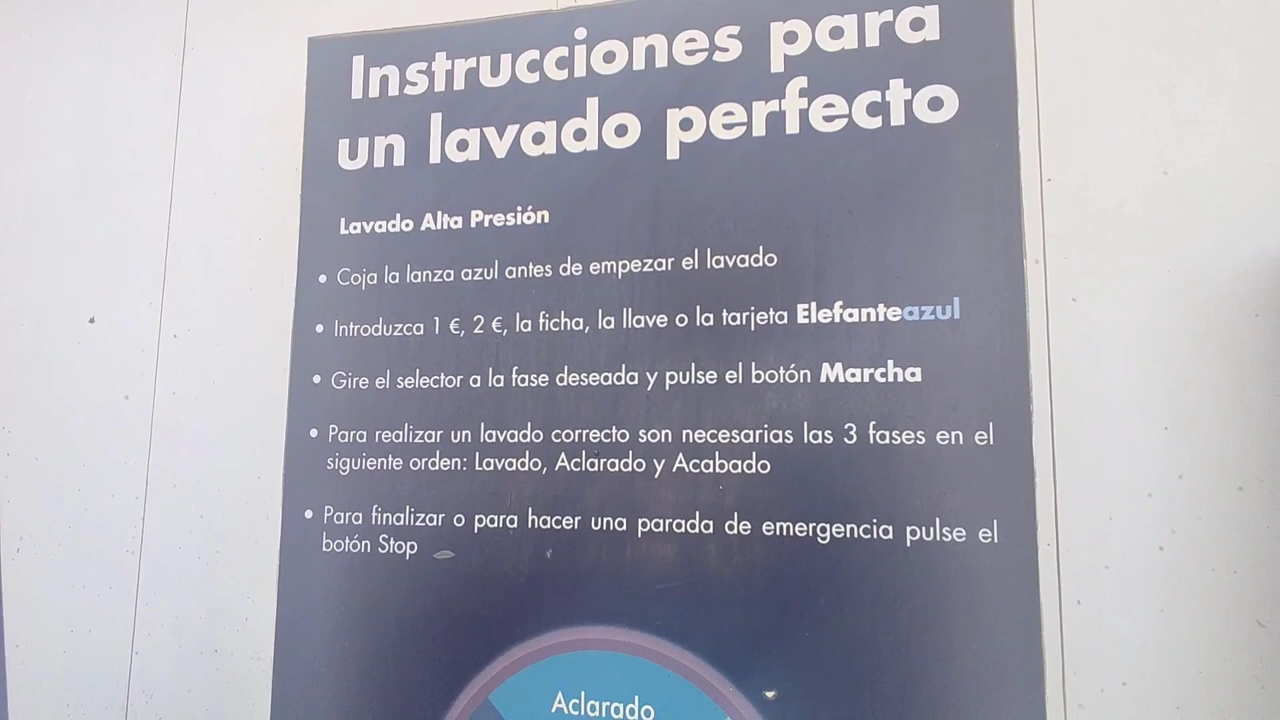 Instrucciones para
un lavado perfecto
Lavado Alta Presión
• Coja la lanza azul antes de empezar el lavado
• Introduzca 1 €, 2 €, la ficha, la llave o la tarjeta Elefanteazul
• Gire el selector a la fase deseada y pulse el botón Marcha
• Para realizar un lavado correcto son necesarias las 3 fases en el
siguiente orden: Lavado, Aclarado y Acabado
• Para finalizar o para hacer una parada de emergencia pulse el
botón Stop
Aclarado